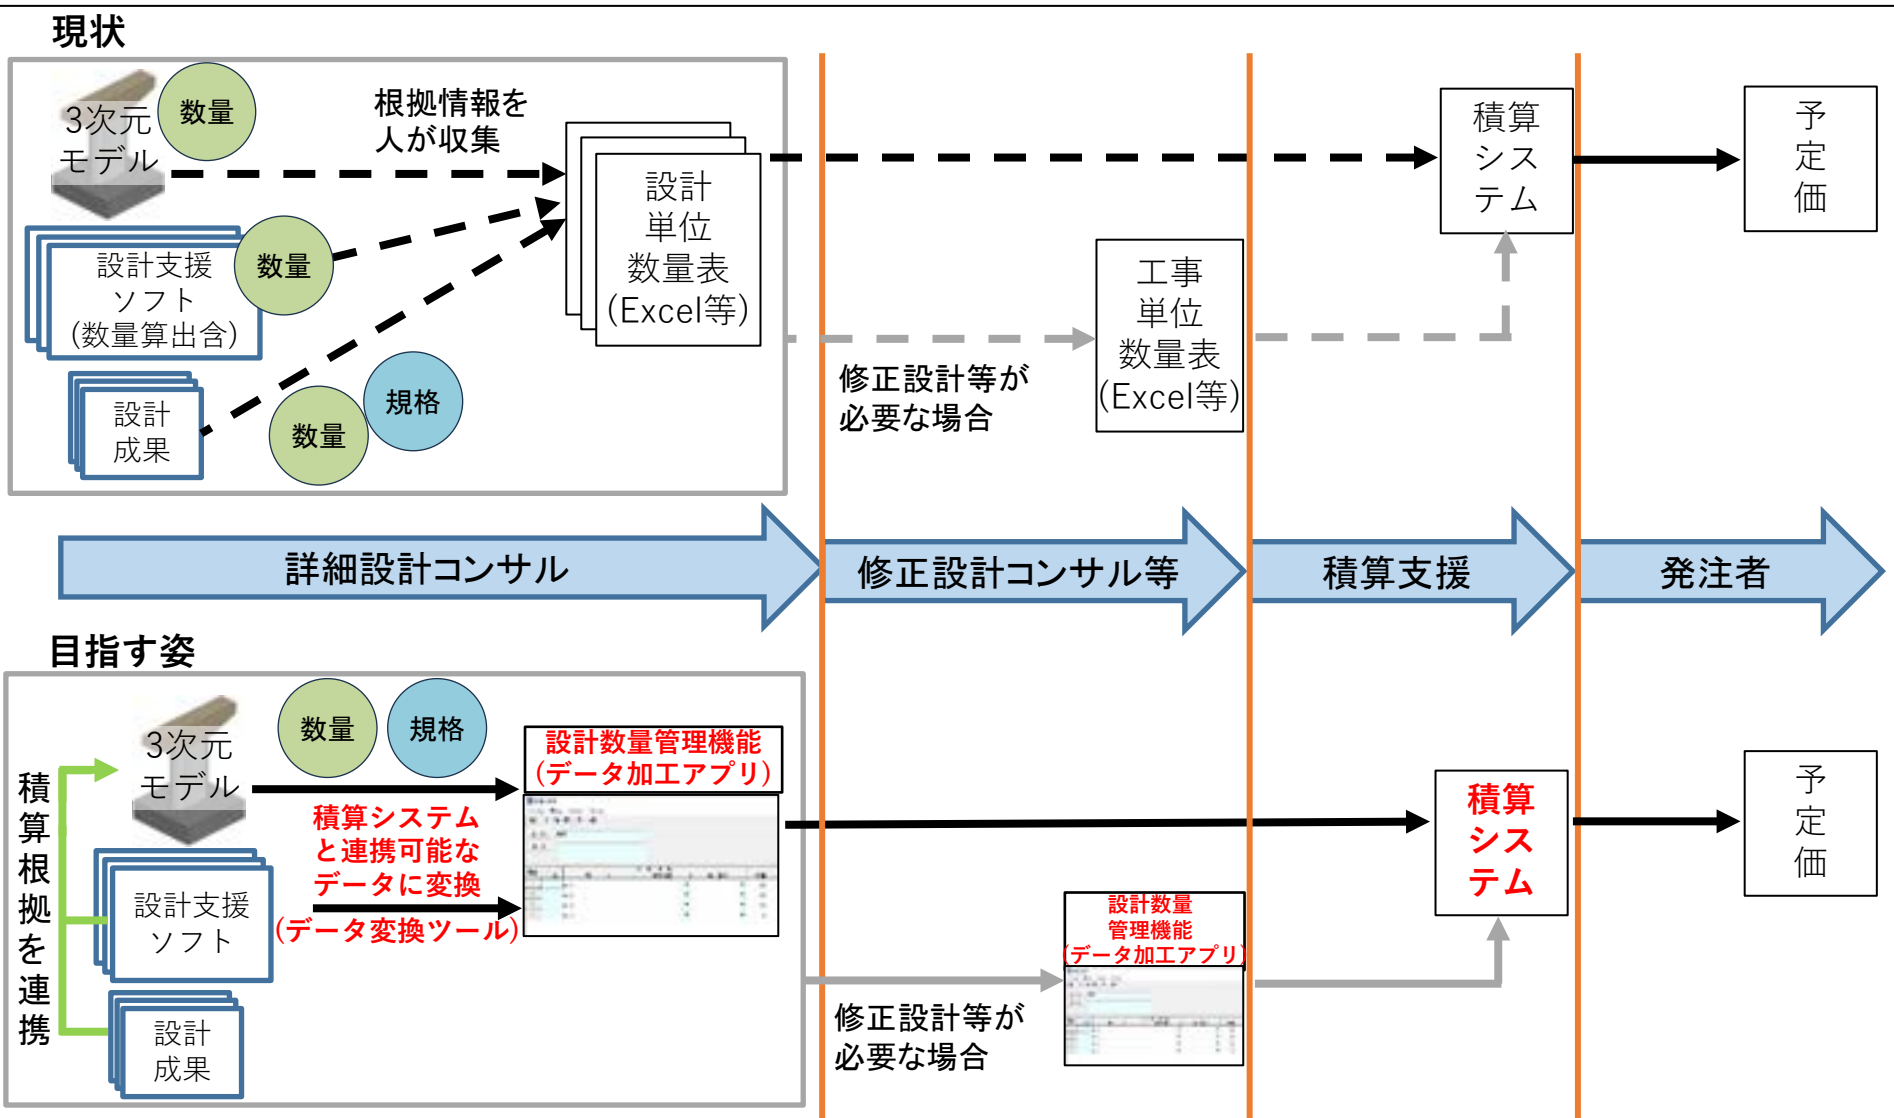 現状
3次元
モデル
数量
根拠情報を
人が収集
設計支援
ソフト
(数量算出含)
数量
設計
成果
数量
規格
設計
単位
数量表
(Excel等)
修正設計等が
必要な場合
工事
単位
数量表
(Excel等)
積算
シス
テム
予
定
価
詳細設計コンサル
修正設計コンサル等
積算支援
発注者
目指す姿
積算根拠を連携
3次元
モデル
数量
規格
設計支援
ソフト
設計
成果
積算システム
と連携可能な
データに変換
(データ変換ツール)
設計数量管理機能
(データ加工アプリ)
修正設計等が
必要な場合
設計数量
管理機能
(データ加工アプリ)
積算
シス
テム
予
定
価